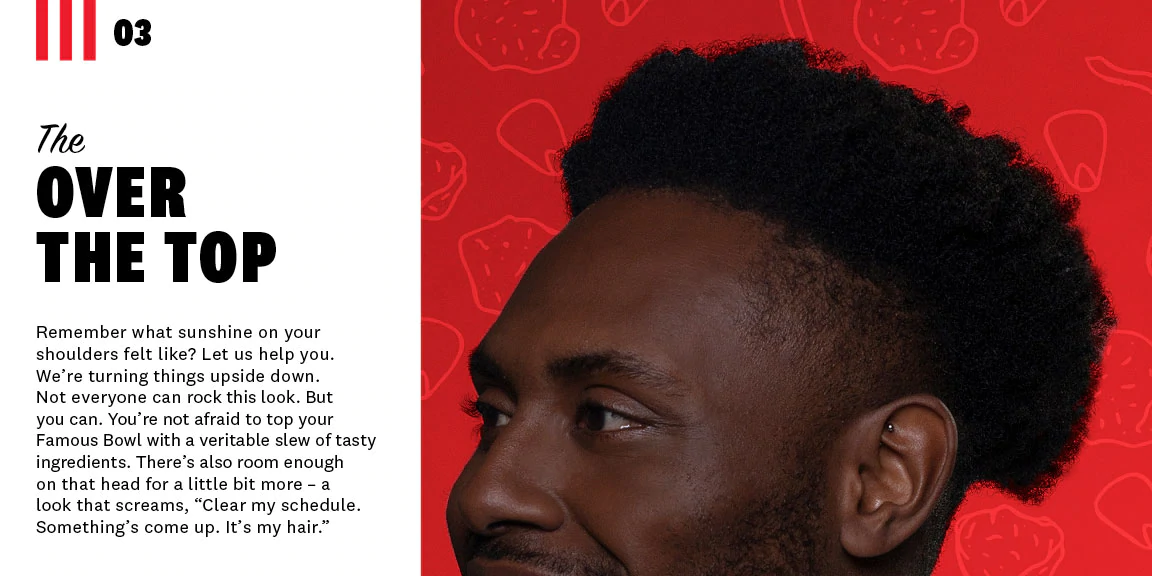 03
The
OVER
THE TOP
Remember what sunshine on your
shoulders felt like? Let us help you.
We’re turning things upside down.
Not everyone can rock this look. But
you can. You’re not afraid to top your
Famous Bowl with a veritable slew of tasty
ingredients. There’s also room enough
on that head for a little bit more – a
look that screams, “Clear my schedule.
Something’s come up. It’s my hair.”